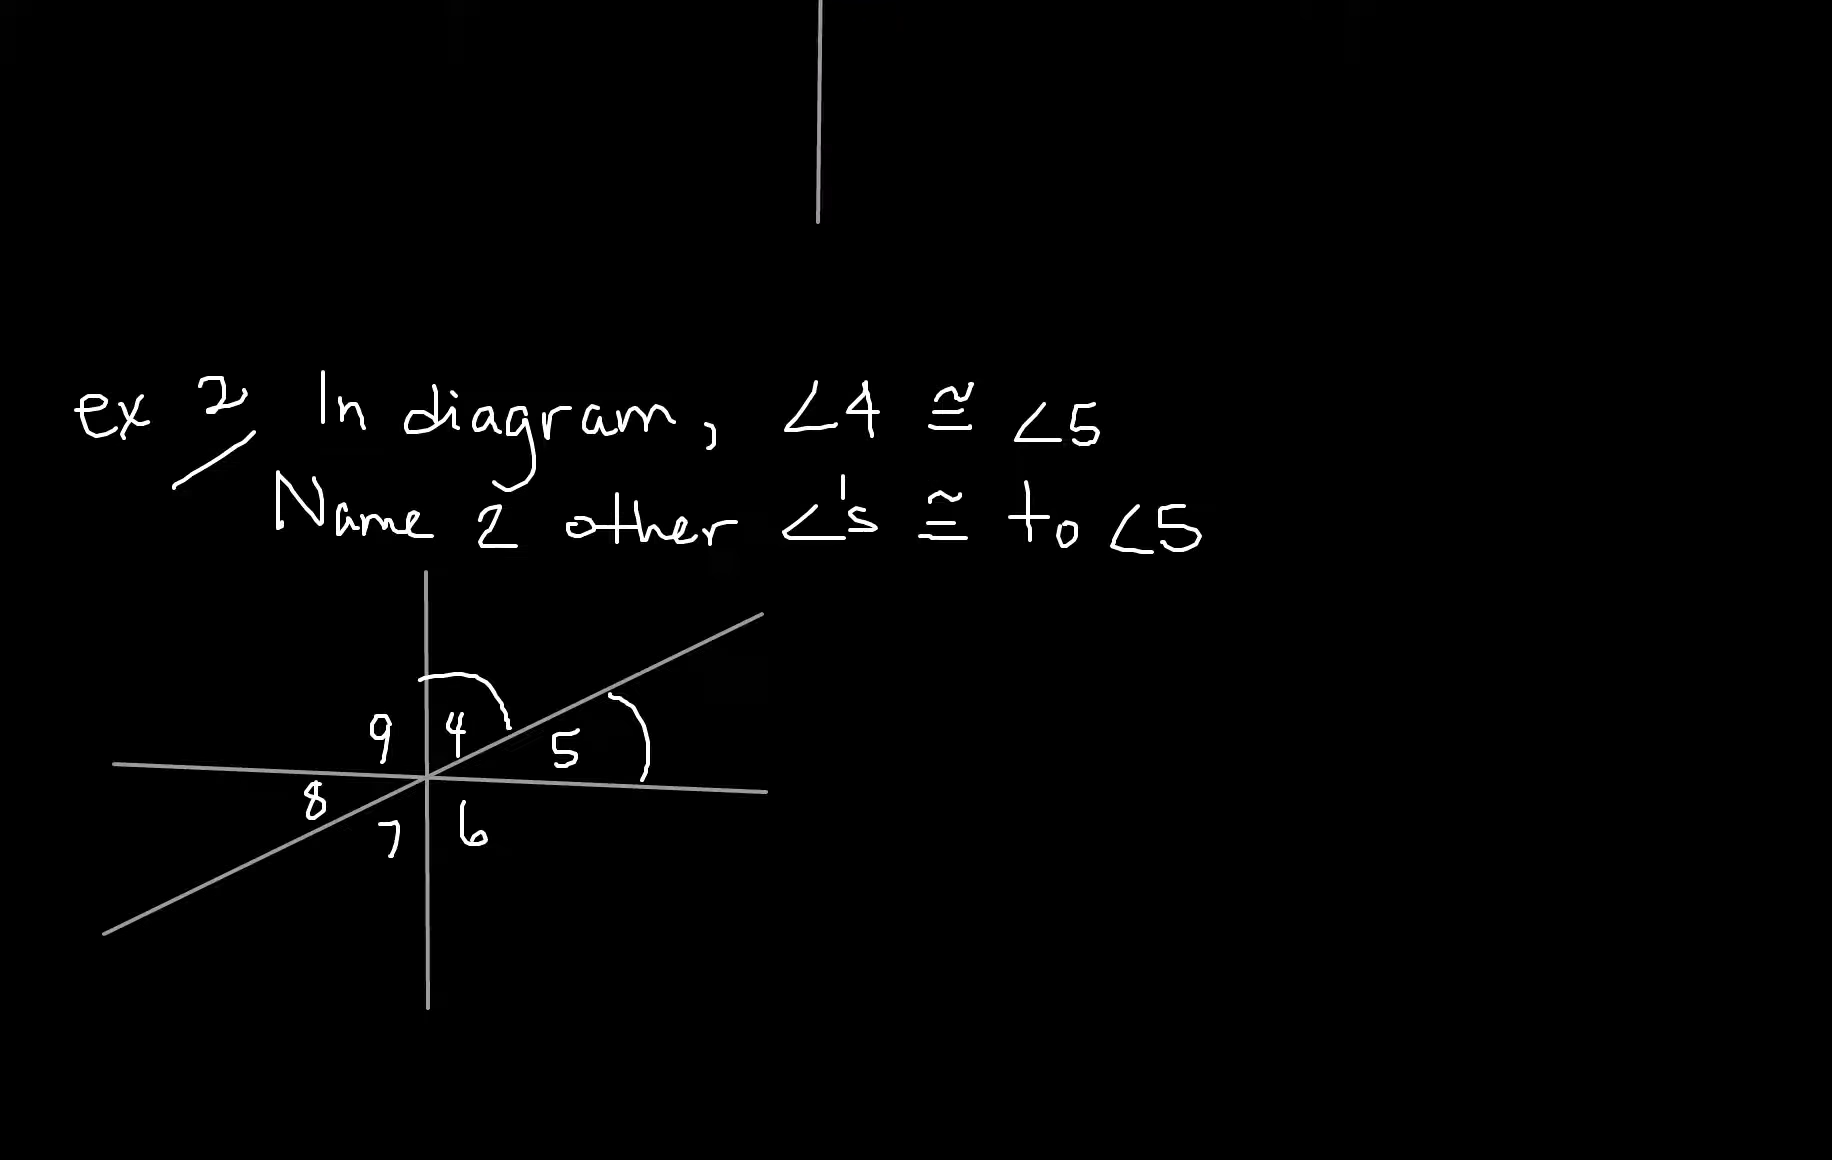 ex 2 In diagram, ∠4 ≅ ∠5
Name 2 other ∠'s ≅ to ∠5
9 4 5
8 7 6